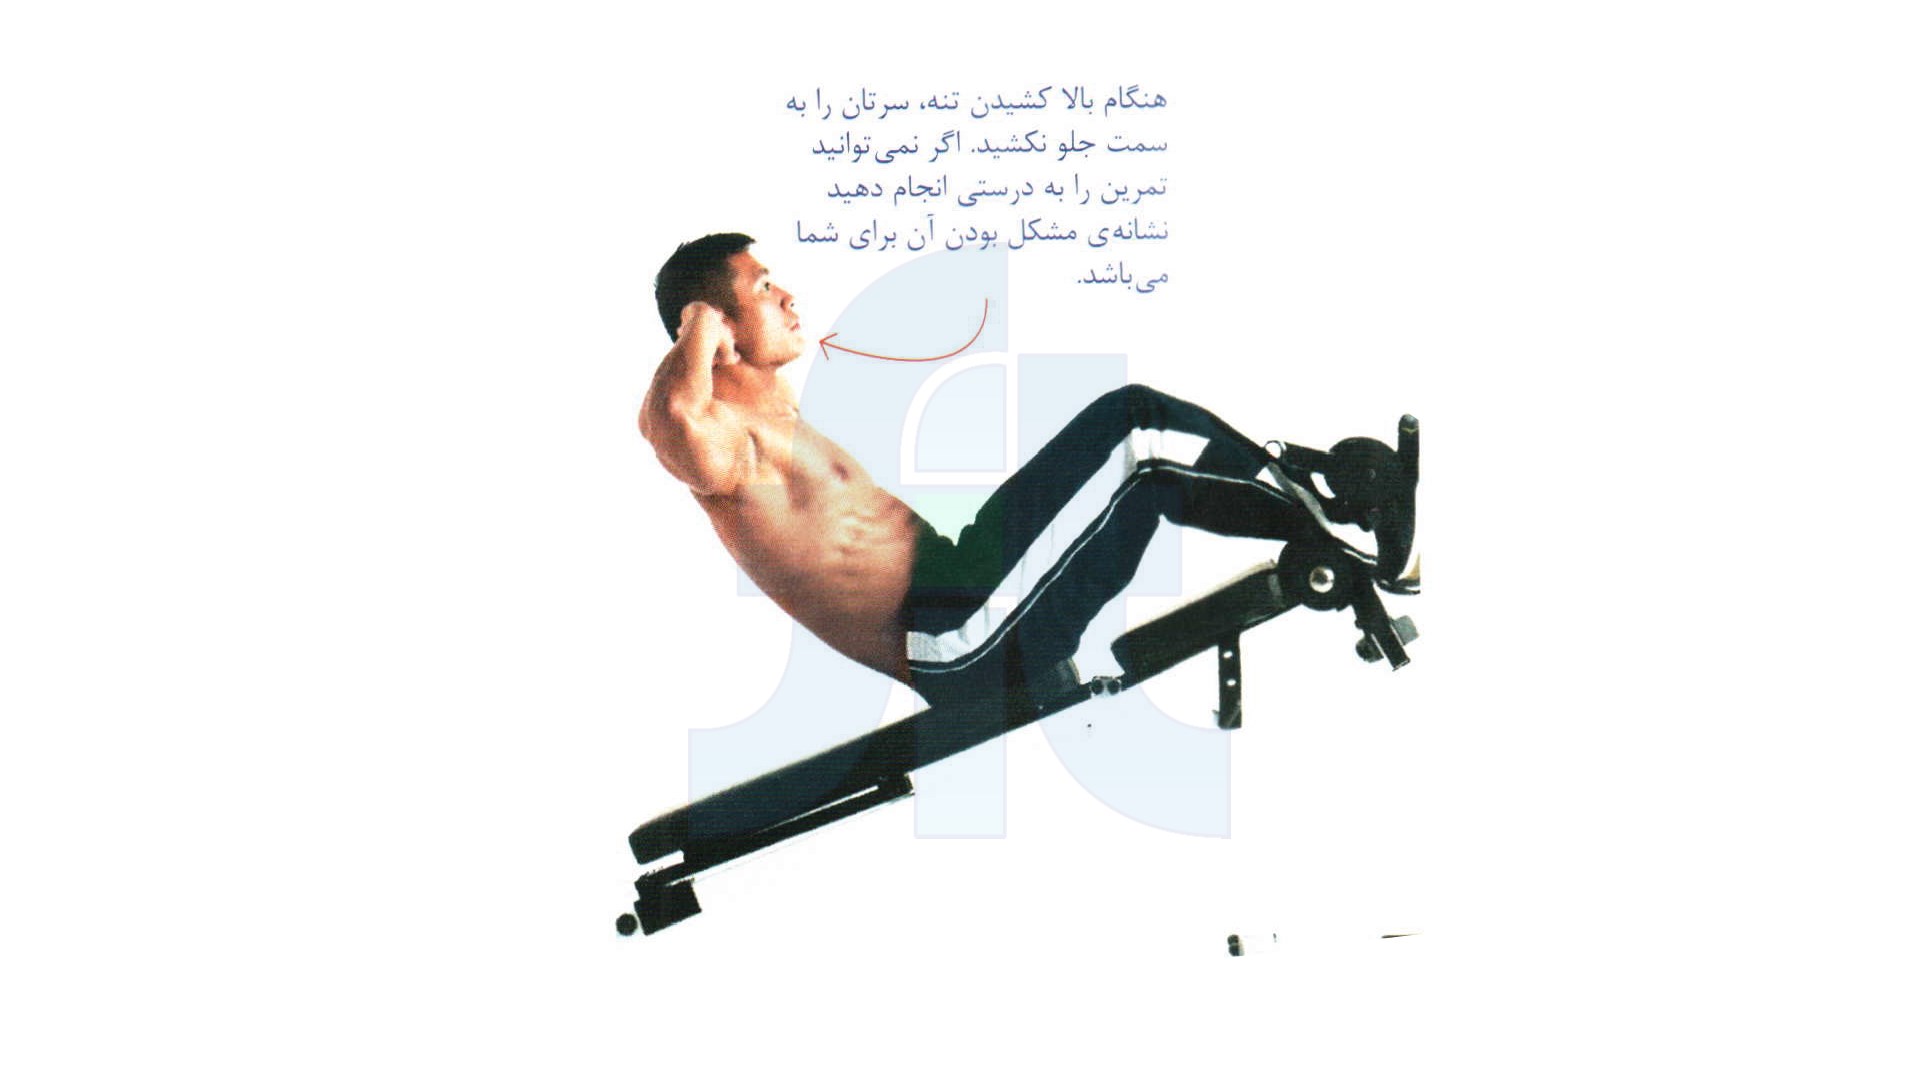 هنگام بالا کشیدن تنه، سرتان را به
سمت جلو نکشید. اگر نمی‌توانید
تمرین را به درستی انجام دهید
نشانه‌ی مشکل بودن آن برای شما
می‌باشد.